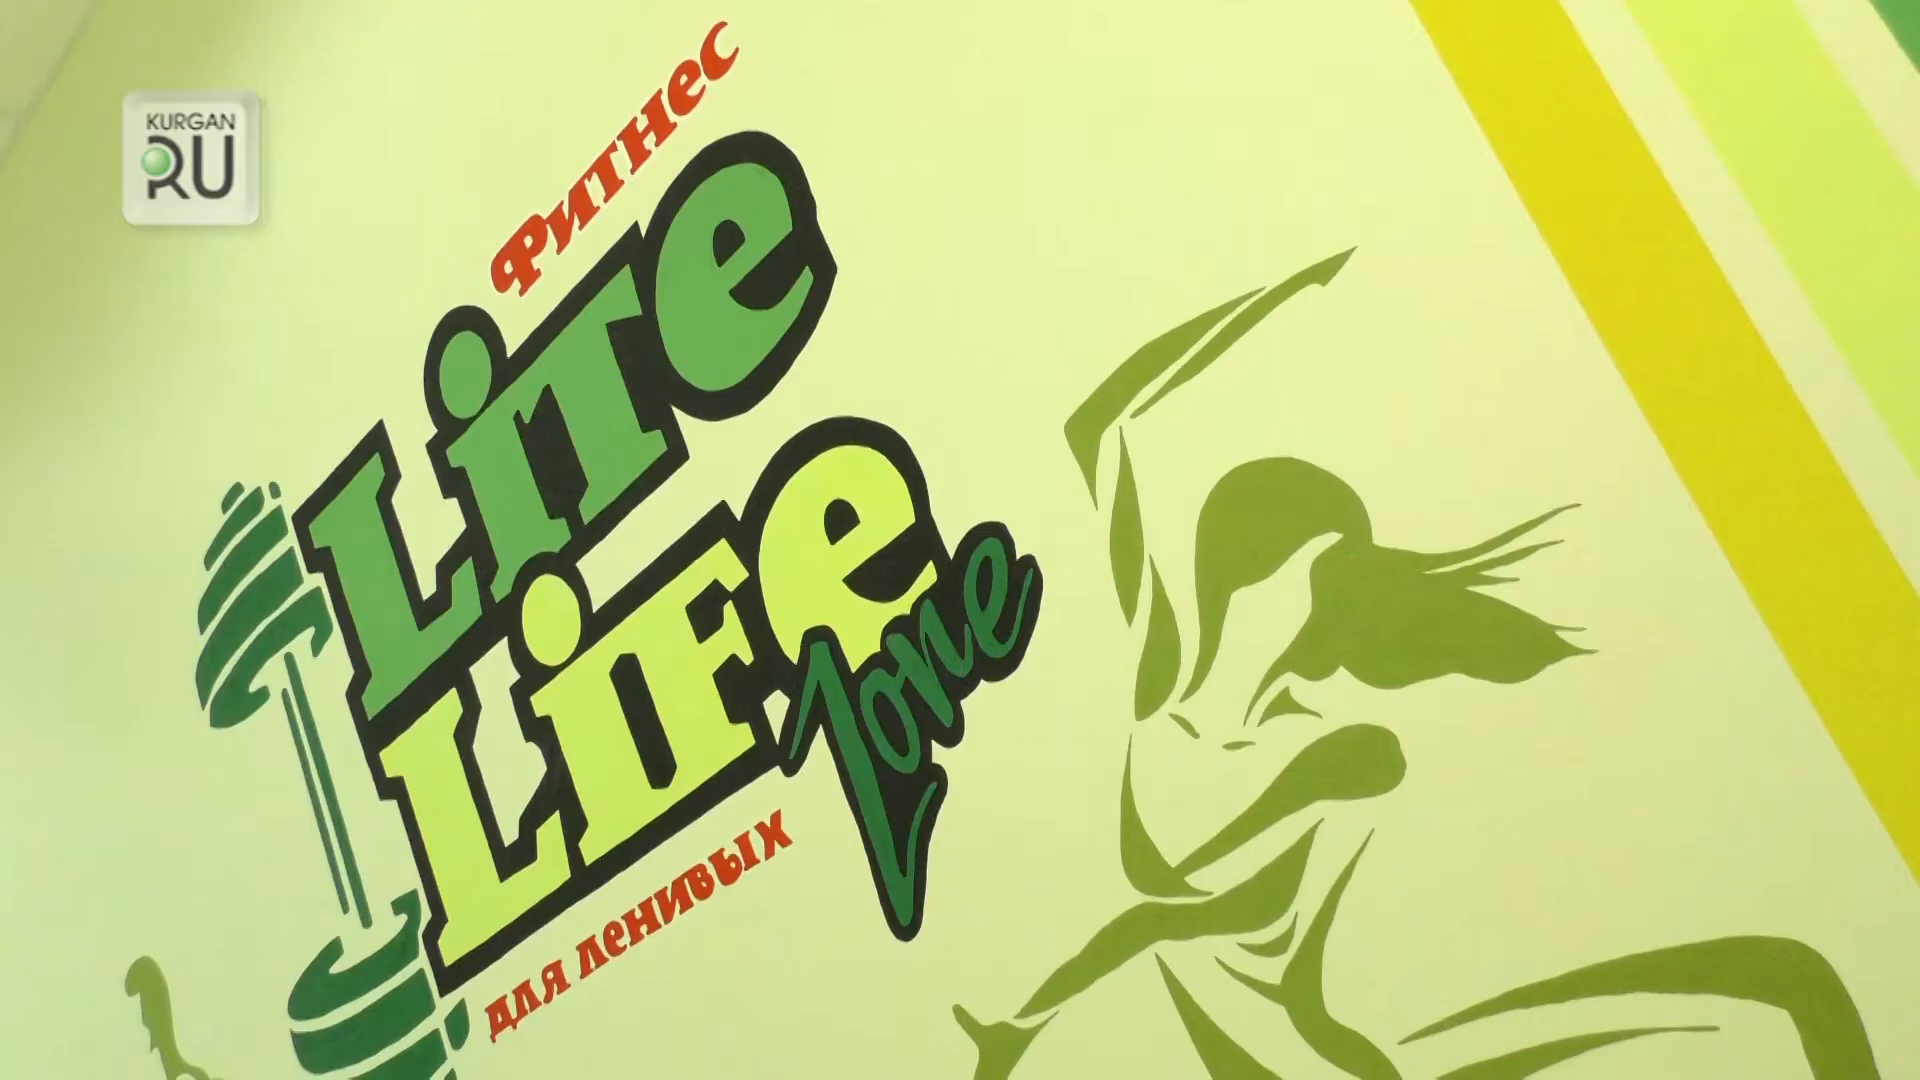 KURGAN
RU
Фитнес
Lite
Life
Zone
для ленивых